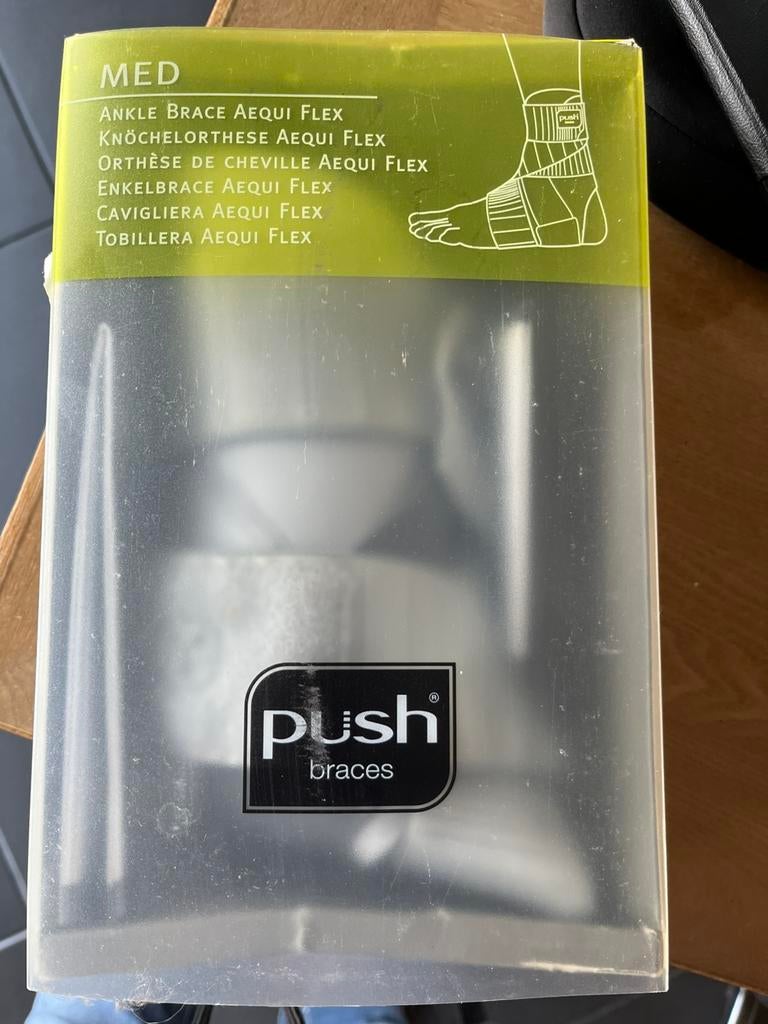 MED
Ankle Brace Aequi Flex
Knöchelorthese Aequi Flex
Orthèse de cheville Aequi Flex
Enkelbrace Aequi Flex
Cavigliera Aequi Flex
Tobillera Aequi Flex
push
push®
braces